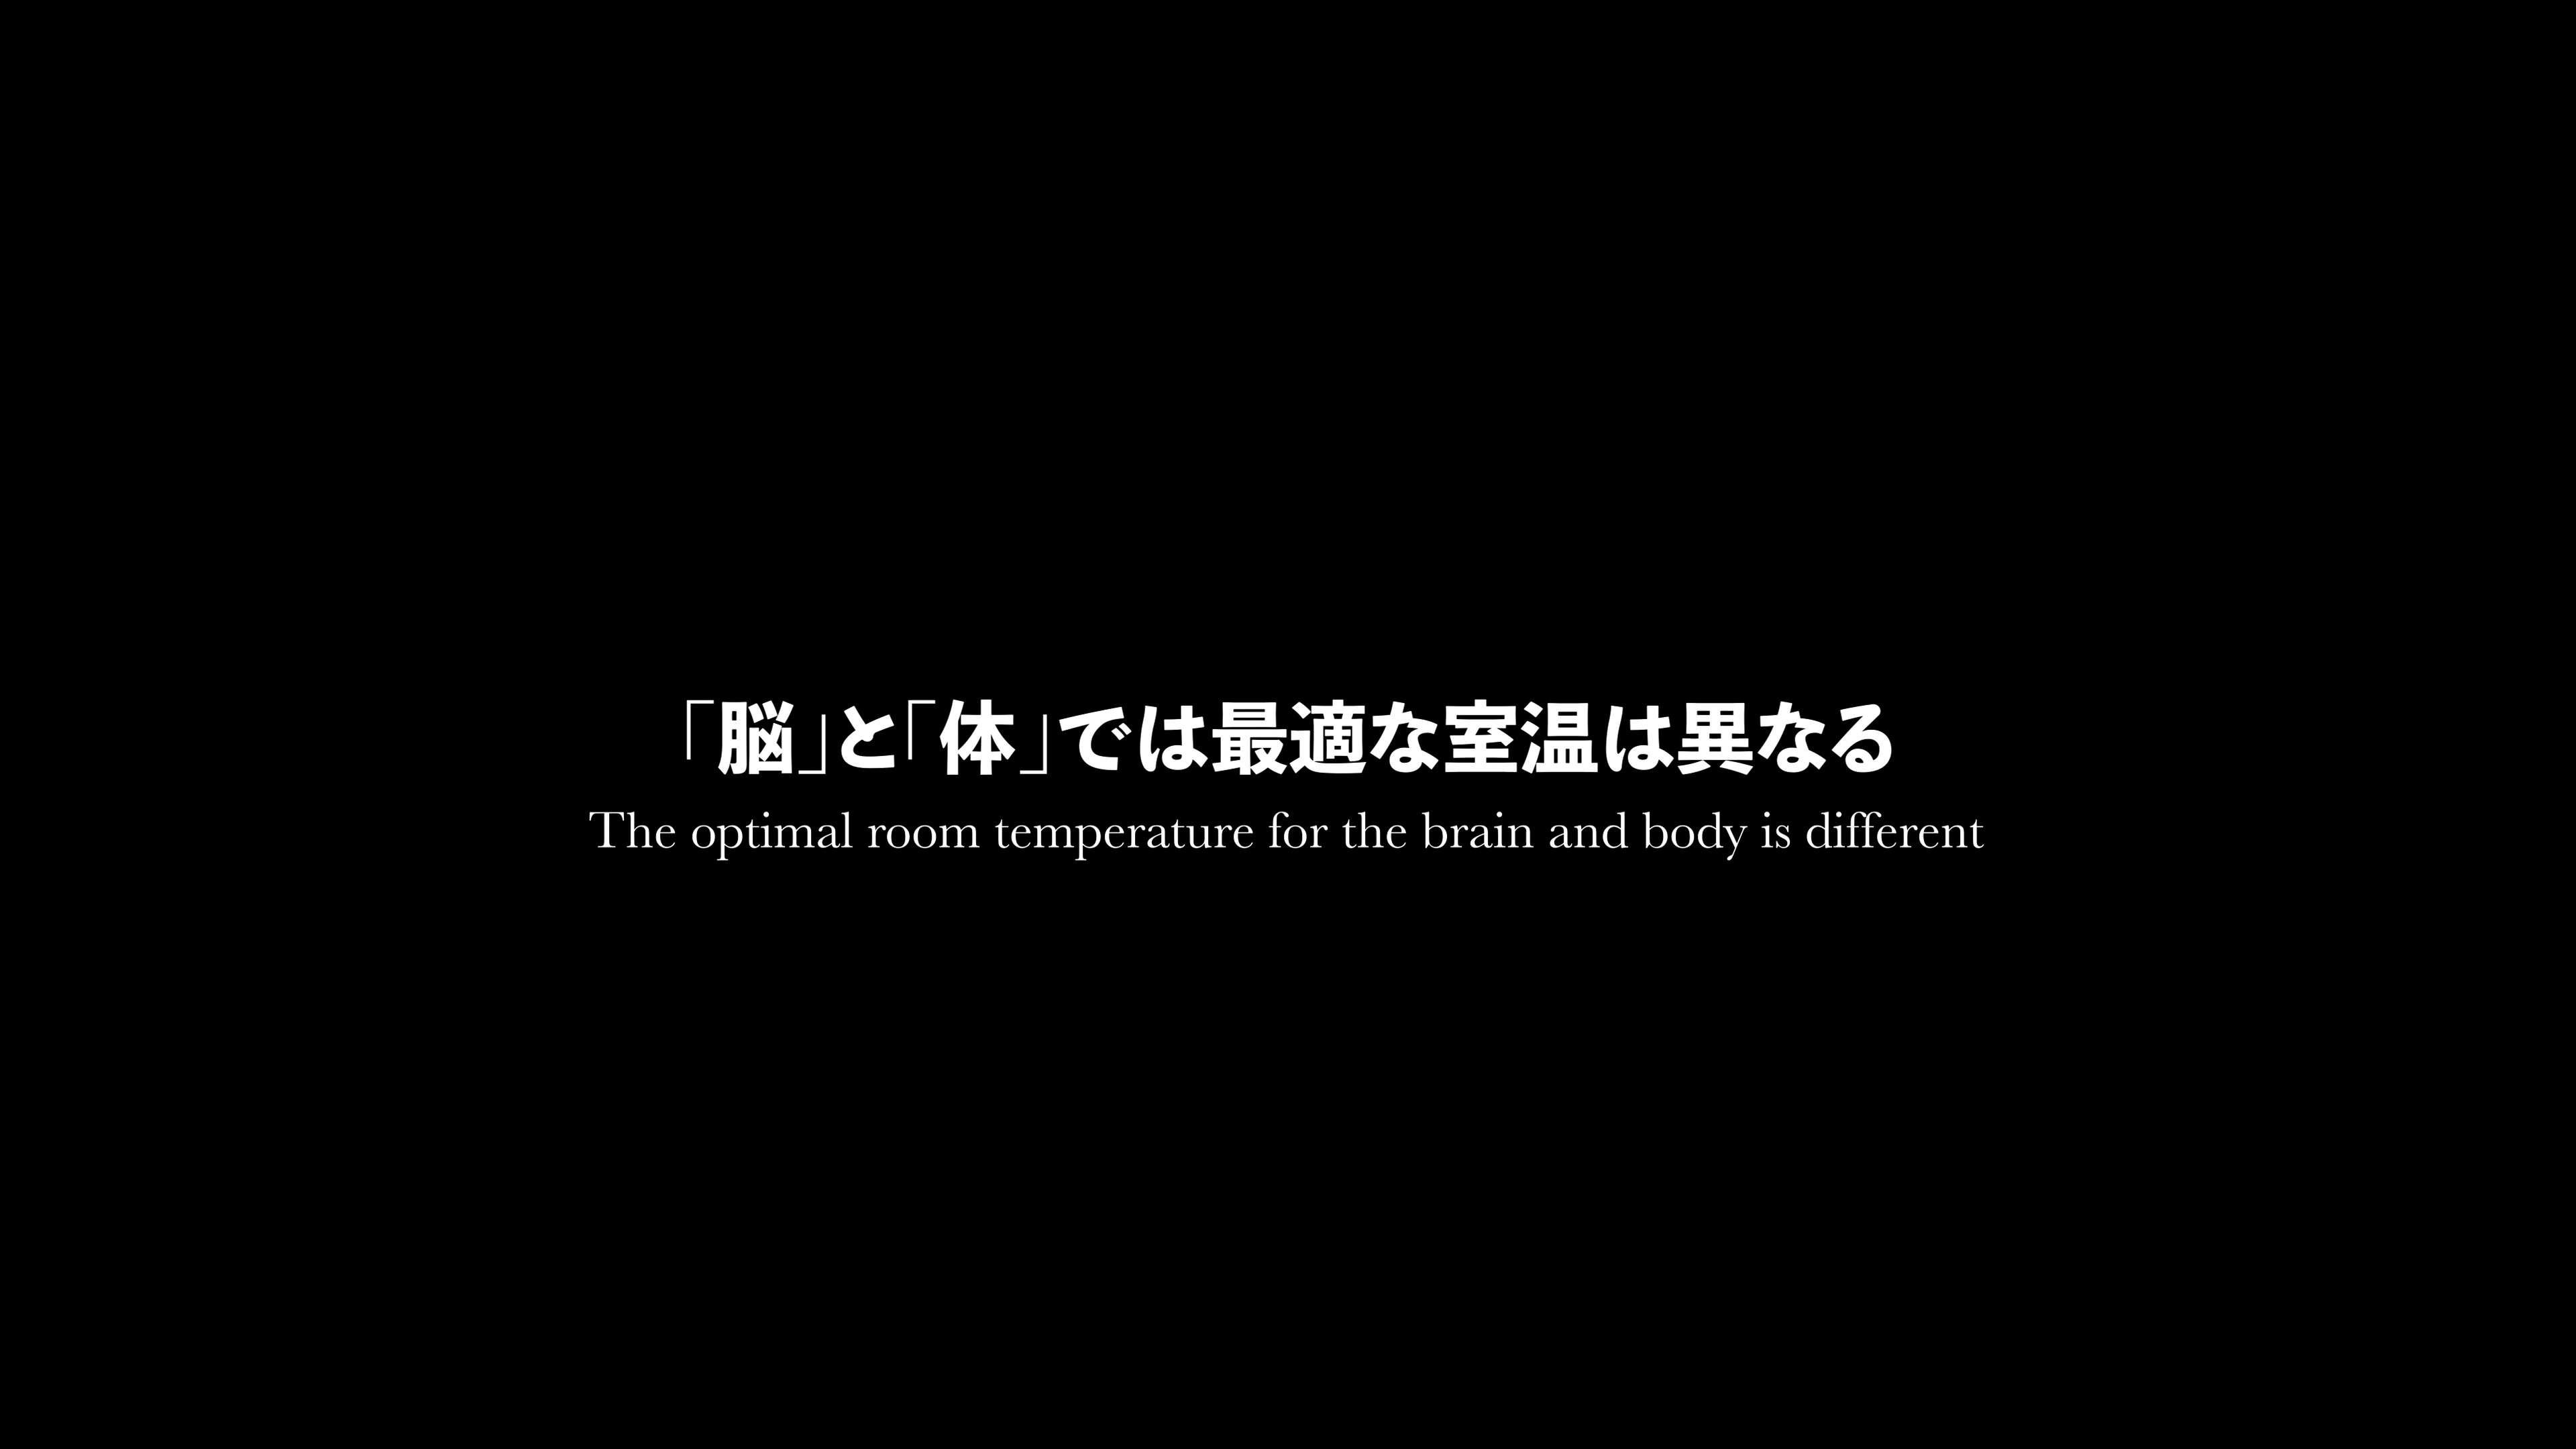 「脳」と「体」では最適な室温は異なる
The optimal room temperature for the brain and body is different